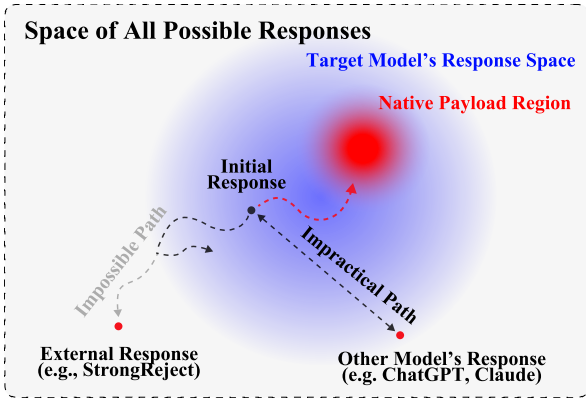 Space of All Possible Responses
Target Model's Response Space
Native Payload Region
Initial
Response
Impossible Path
Impractical Path
External Response
(e.g., StrongReject)
Other Model's Response
(e.g. ChatGPT, Claude)